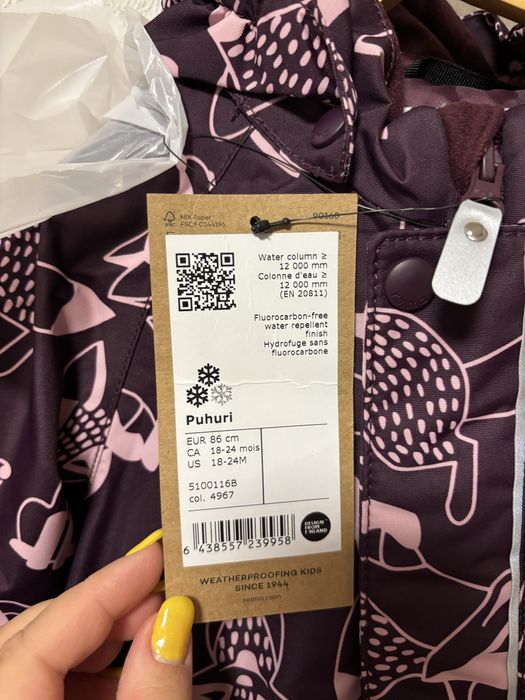 MIX Paper
FSC® C144196
FSC
90160
Water column ≥
12 000 mm
Colonne d'eau ≥
12 000 mm
(EN 20811)
Fluorocarbon-free
water repellent
finish
Hydrofuge sans
fluorocarbone
Puhuri
EUR 86 cm
CA 18-24 mois
US 18-24M
5100116B
col. 4967
6 438557 239958
DESIGN
FROM
FINLAND
WEATHERPROOFING KIDS
SINCE 1944
reima.com